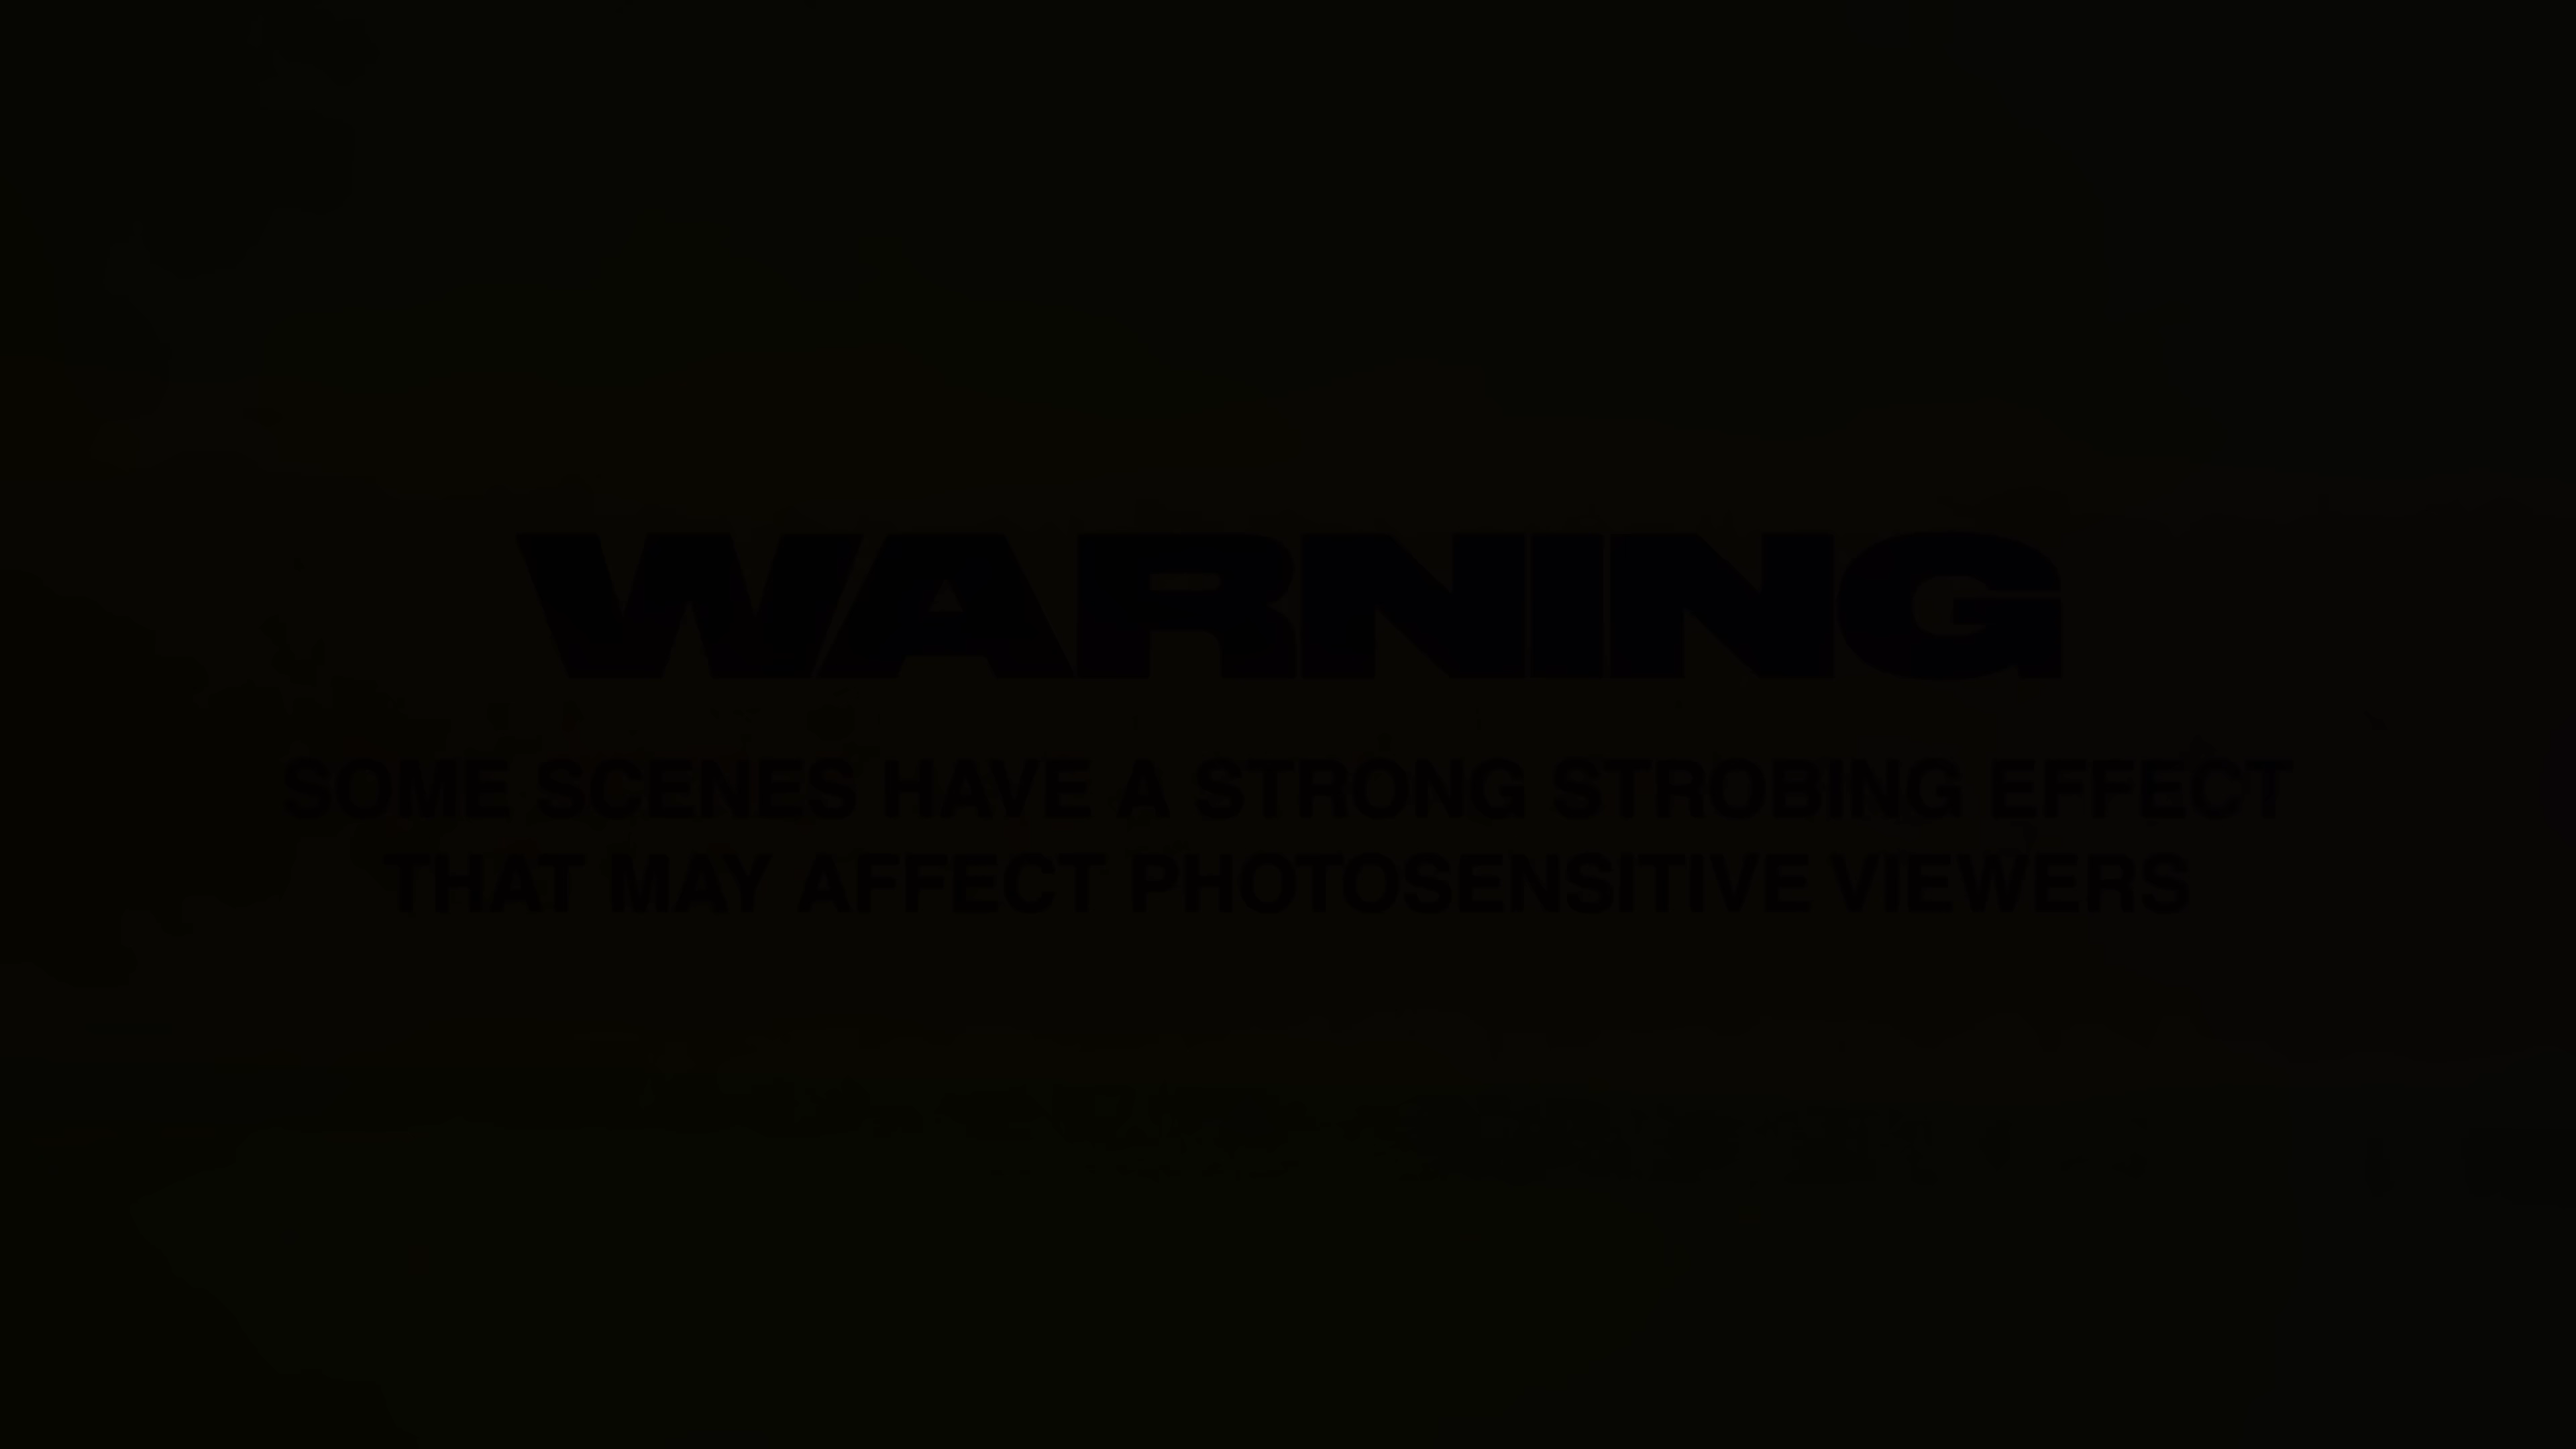 WARNING
SOME SCENES HAVE A STRONG STROBING EFFECT
THAT MAY AFFECT PHOTOSENSITIVE VIEWERS